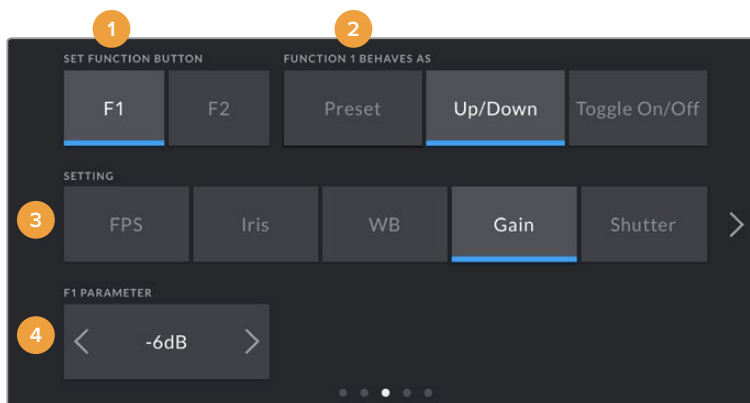 1 2
SET FUNCTION BUTTON FUNCTION 1 BEHAVES AS
F1 F2 Preset Up/Down Toggle On/Off
SETTING
3 FPS Iris WB Gain Shutter
F1 PARAMETER
4 -6dB